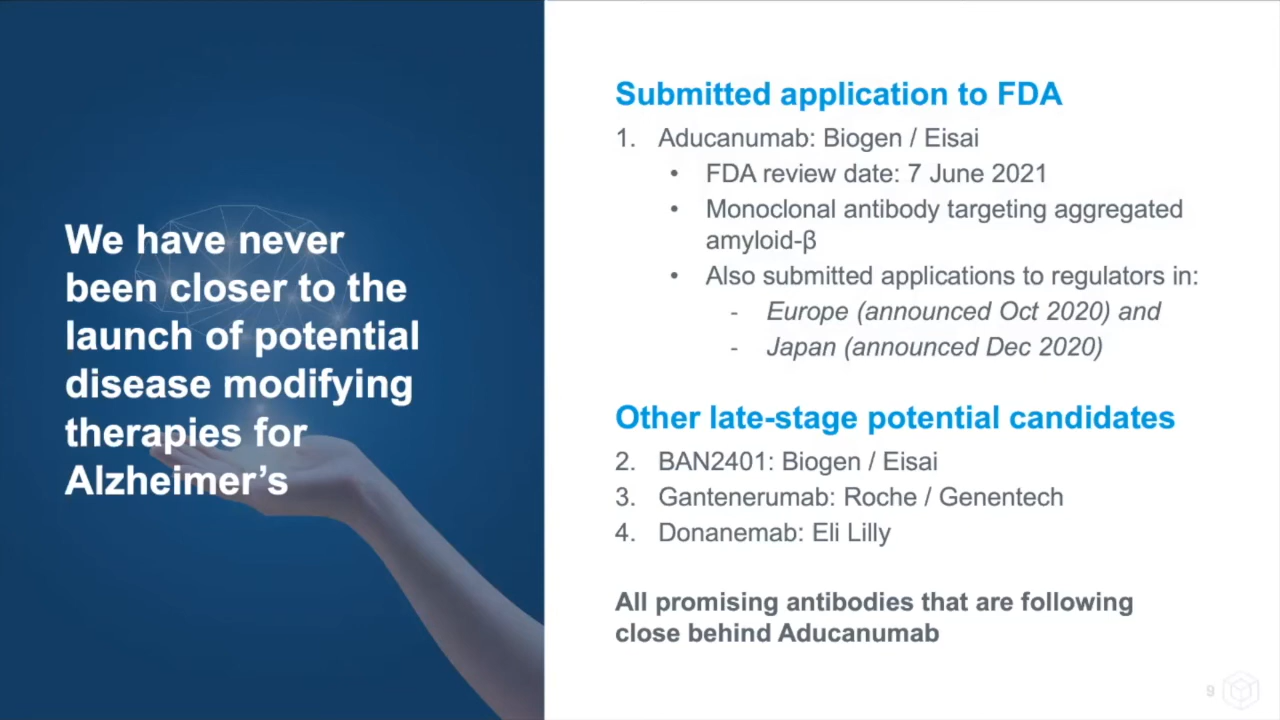 We have never
been closer to the
launch of potential
disease modifying
therapies for
Alzheimer’s
Submitted application to FDA
1. Aducanumab: Biogen / Eisai
• FDA review date: 7 June 2021
• Monoclonal antibody targeting aggregated
amyloid-β
• Also submitted applications to regulators in:
- Europe (announced Oct 2020) and
- Japan (announced Dec 2020)
Other late-stage potential candidates
2. BAN2401: Biogen / Eisai
3. Gantenerumab: Roche / Genentech
4. Donanemab: Eli Lilly
All promising antibodies that are following
close behind Aducanumab
9